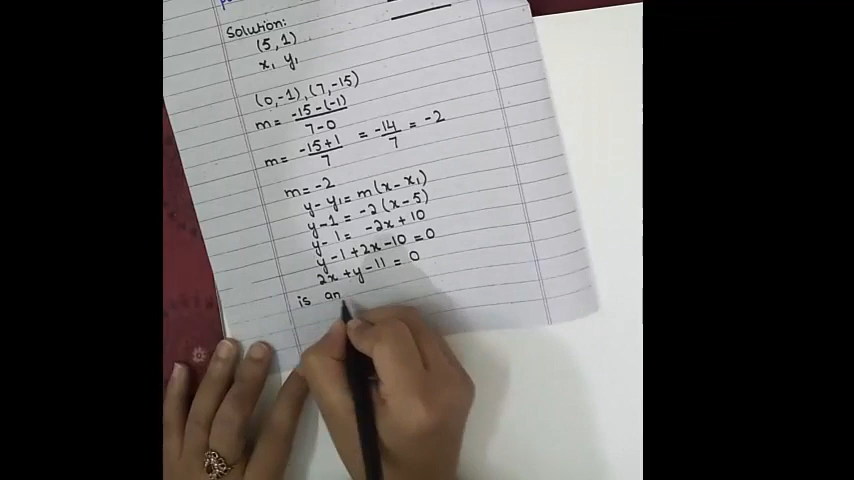 Solution:
(5, 1)
x₁ y₁
(0, -1), (7, -15)
m = -15 - (-1) / 7 - 0
m = -15 + 1 / 7 = -14 / 7 = -2
m = -2
y - y₁ = m (x - x₁)
y - 1 = -2 (x - 5)
y - 1 = -2x + 10
y - 1 + 2x - 10 = 0
2x + y - 11 = 0
is an